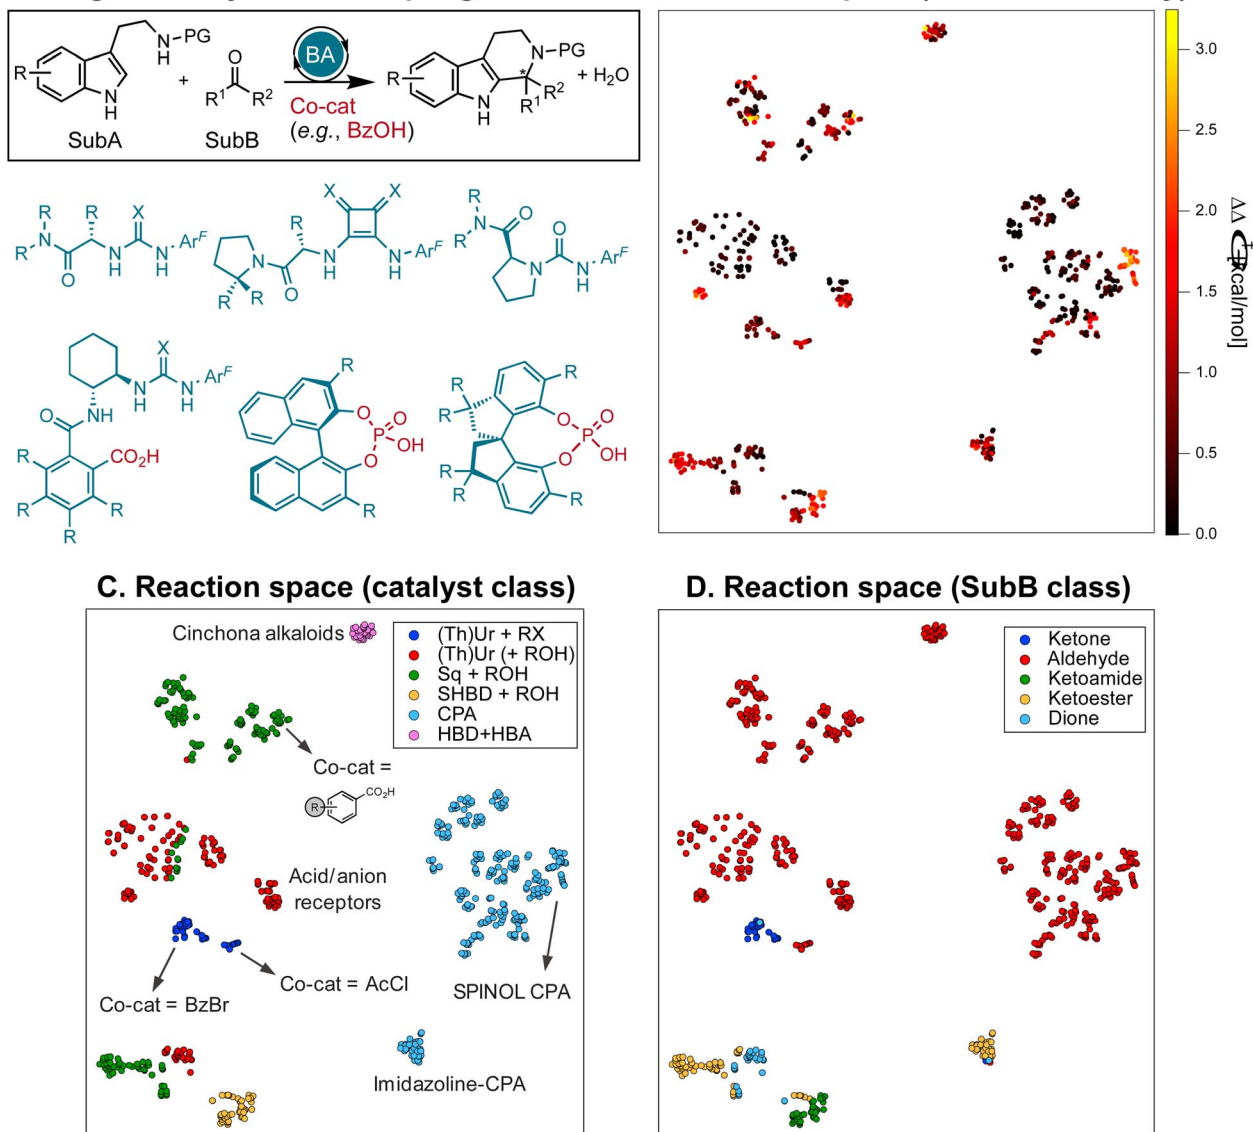 N
H
PG
R
N
H
SubA
+
O
R¹ R²
SubB
BA
Co-cat
(e.g., BzOH)
R
N
H
N
PG
*
R¹
R²
+ H₂O
R
N
R
O
R
N
H
X
N
H
ArF
N
R
R
O
R
N
H
X
X
N
H
ArF
R
N
R
O
N
O
N
H
ArF
X
N
H
N
H
ArF
O
NH
R
CO₂H
R
R
R
R
O
P
O
OH
O
R
R
R
R
O
P
O
OH
O
R
R
R
3.0
2.5
2.0
1.5
1.0
0.5
0.0
ΔΔG‡ [kcal/mol]
C. Reaction space (catalyst class)
Cinchona alkaloids
(Th)Ur + RX
(Th)Ur (+ ROH)
Sq + ROH
SHBD + ROH
CPA
HBD+HBA
Co-cat =
R
CO₂H
Acid/anion
receptors
Co-cat = AcCl
Co-cat = BzBr
SPINOL CPA
Imidazoline-CPA
D. Reaction space (SubB class)
Ketone
Aldehyde
Ketoamide
Ketoester
Dione